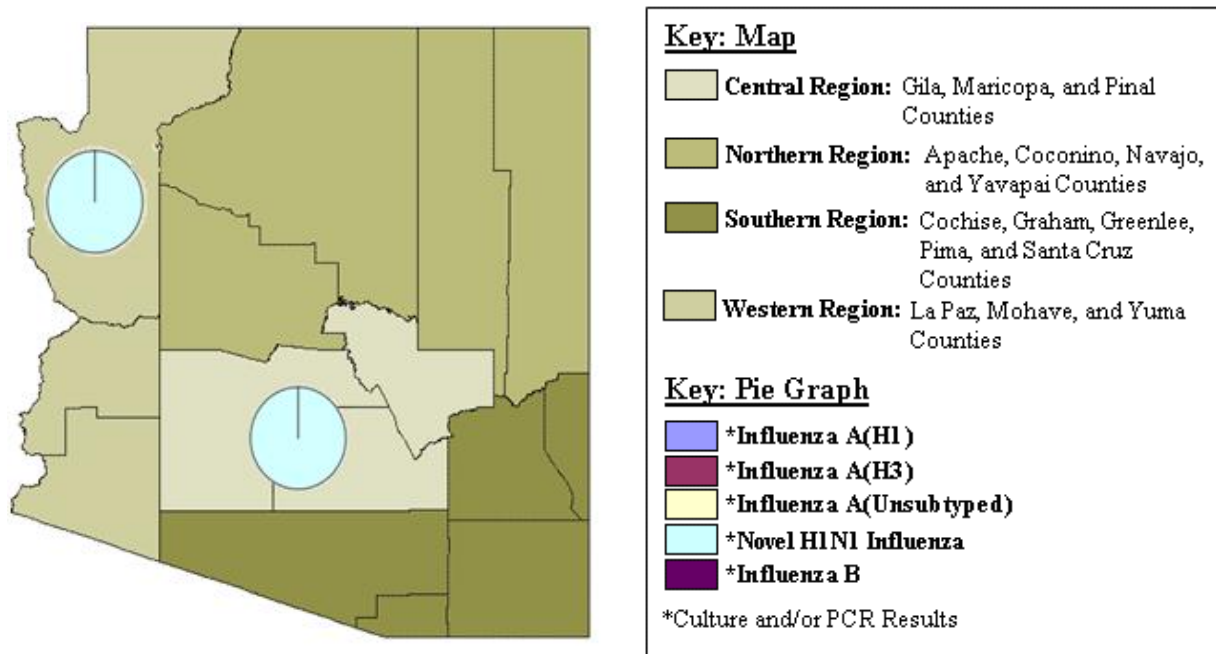 Key: Map
Central Region: Gila, Maricopa, and Pinal
Counties
Northern Region: Apache, Coconino, Navajo,
and Yavapai Counties
Southern Region: Cochise, Graham, Greenlee,
Pima, and Santa Cruz
Counties
Western Region: La Paz, Mohave, and Yuma
Counties
Key: Pie Graph
*Influenza A(H1)
*Influenza A(H3)
*Influenza A(Unsubtyped)
*Novel H1N1 Influenza
*Influenza B
*Culture and/or PCR Results